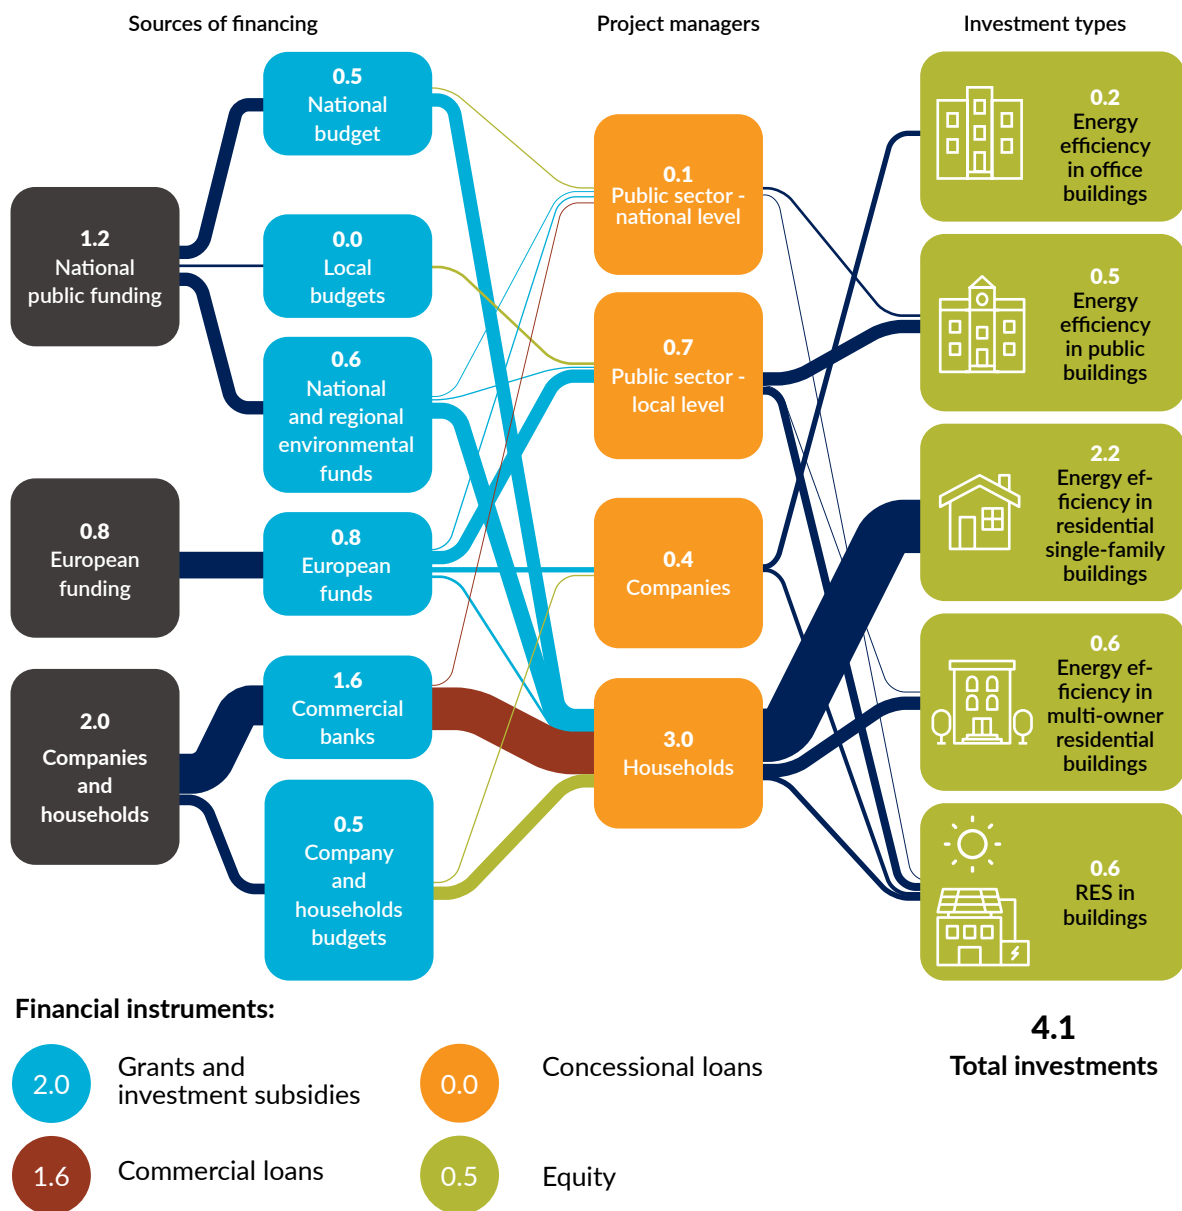 Sources of financing
Project managers
Investment types
1.2
National
public funding
0.8
European
funding
2.0
Companies
and
households
0.5
National
budget
0.0
Local
budgets
0.6
National
and regional
environmental
funds
0.8
European
funds
1.6
Commercial
banks
0.5
Company
and
households
budgets
0.1
Public sector -
national level
0.7
Public sector -
local level
0.4
Companies
3.0
Households
0.2
Energy
efficiency
in office
buildings
0.5
Energy
efficiency
in public
buildings
2.2
Energy ef-
ficiency in
residential
single-family
buildings
0.6
Energy ef-
ficiency in
multi-owner
residential
buildings
0.6
RES in
buildings
4.1
Total investments
Financial instruments:
2.0
Grants and
investment subsidies
0.0
Concessional loans
1.6
Commercial loans
0.5
Equity